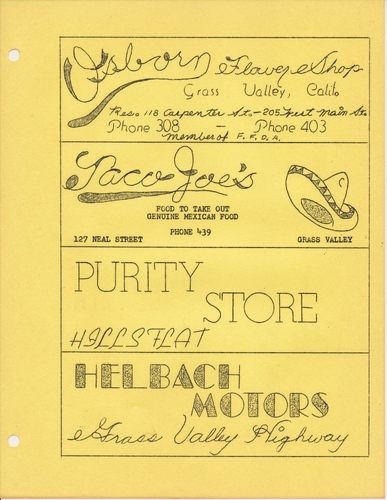 Osborn Flower Shop
Grass Valley, Calif.
Res. 118 Carpenter St. - 205 West Main St.
Phone 308 - Phone 403
Member of F. F. D. A.
Taco Joe's
FOOD TO TAKE OUT
GENUINE MEXICAN FOOD
PHONE 439
127 NEAL STREET GRASS VALLEY
PURITY
STORE
HILLS FLAT
HELBACH
MOTORS
Grass Valley Highway